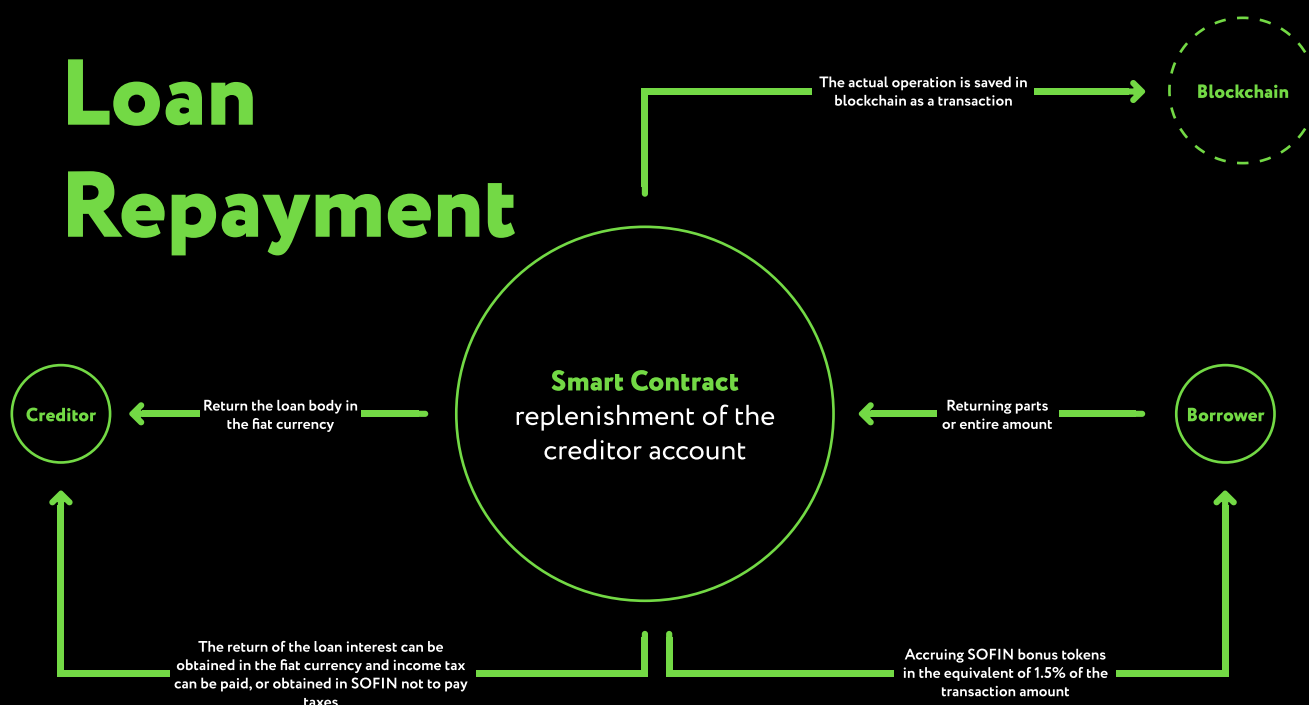 Loan
Repayment
The actual operation is saved in
blockchain as a transaction
Blockchain
Creditor
Return the loan body in
the fiat currency
Smart Contract
replenishment of the
creditor account
Returning parts
or entire amount
Borrower
The return of the loan interest can be
obtained in the fiat currency and income tax
can be paid, or obtained in SOFIN not to pay
taxes
Accruing SOFIN bonus tokens
in the equivalent of 1.5% of the
transaction amount